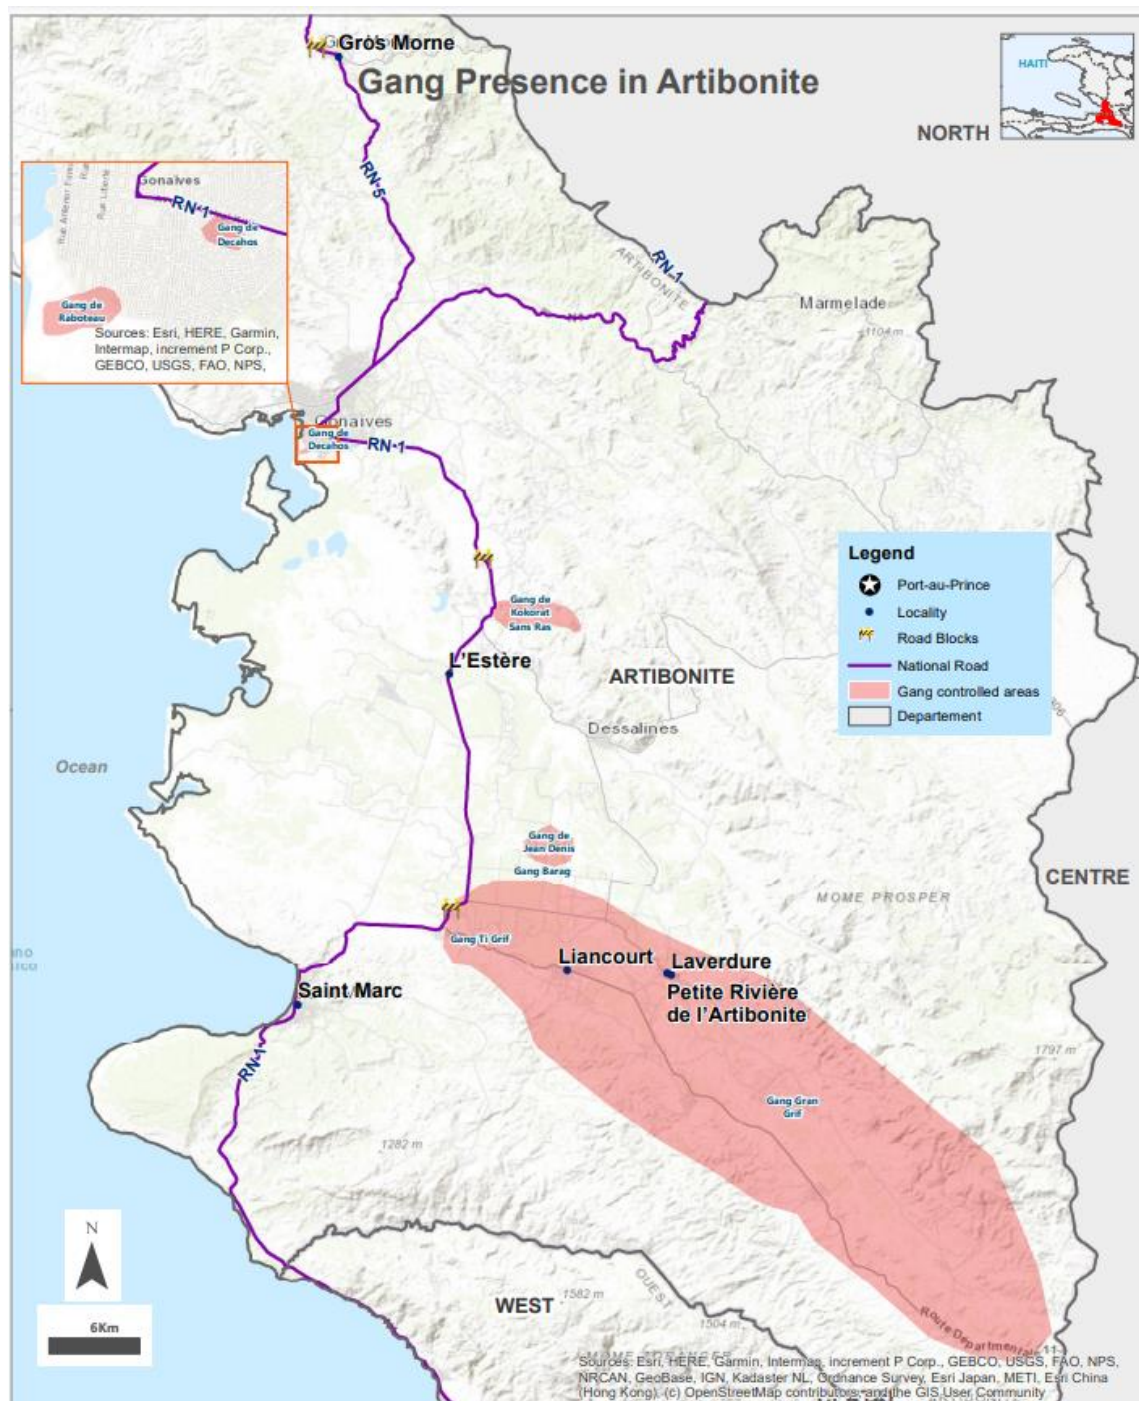 Gros Morne
Gang Presence in Artibonite
HAITI
NORTH
Gonaives
RN-1
Rue Liberte
Gang de
Decahos
Gang de
Raboteau
Sources: Esri, HERE, Garmin,
Intermap, increment P Corp.,
GEBCO, USGS, FAO, NPS,
RN-5
RN-1
ARTIBONITE
Marmelade
1104 m
Gonaives
Gang de
Decahos
RN-1
Legend
Port-au-Prince
Locality
Road Blocks
National Road
Gang controlled areas
Departement
Gang de
Kokorat
Sans Ras
L'Estère
ARTIBONITE
Dessalines
Ocean
Gang de
Jean Denis
Gang Barag
CENTRE
MOME PROSPER
Gang Ti Grif
Liancourt
Laverdure
Petite Rivière
de l'Artibonite
Saint Marc
RN-1
1797 m
Gang Gran
Grif
1282 m
N
6Km
WEST
OUEST
1582 m
1504 m
Route Departmentale 11
Sources: Esri, HERE, Garmin, Intermap, increment P Corp., GEBCO, USGS, FAO, NPS,
NRCAN, GeoBase, IGN, Kadaster NL, Ordnance Survey, Esri Japan, METI, Esri China
(Hong Kong), (c) OpenStreetMap contributors, and the GIS User Community